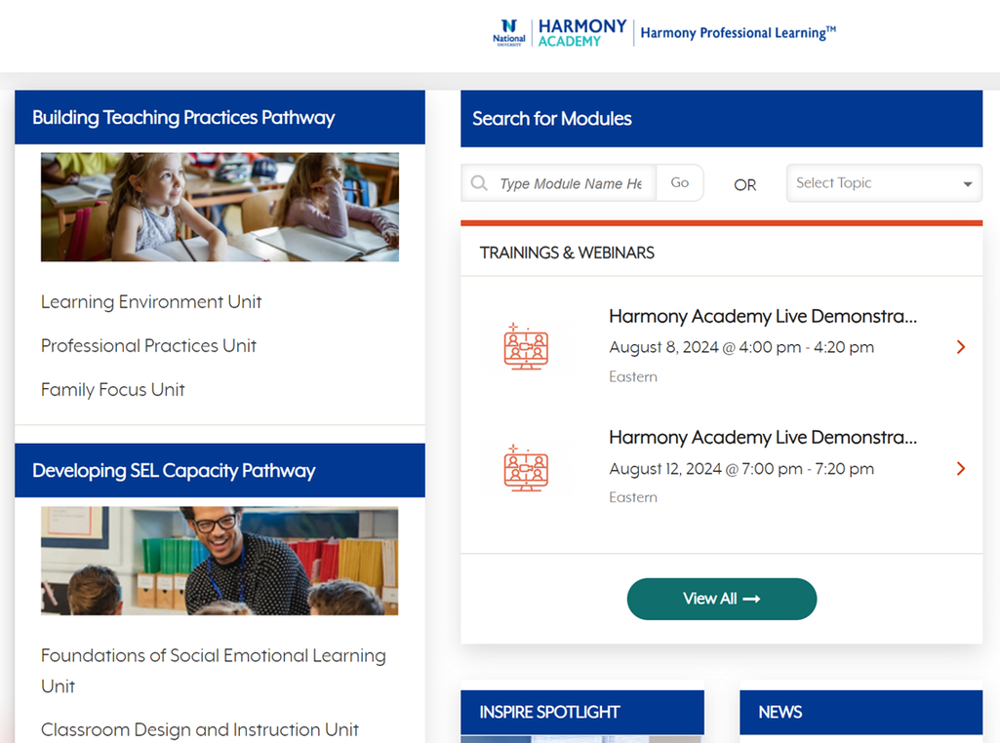 National
UNIVERSITY
HARMONY
ACADEMY
Harmony Professional Learning™
Building Teaching Practices Pathway
Learning Environment Unit
Professional Practices Unit
Family Focus Unit
Developing SEL Capacity Pathway
Foundations of Social Emotional Learning
Unit
Classroom Design and Instruction Unit
Search for Modules
Type Module Name He
Go
OR
Select Topic
TRAININGS & WEBINARS
Harmony Academy Live Demonstra...
August 8, 2024 @ 4:00 pm - 4:20 pm
Eastern
Harmony Academy Live Demonstra...
August 12, 2024 @ 7:00 pm - 7:20 pm
Eastern
View All →
INSPIRE SPOTLIGHT
NEWS